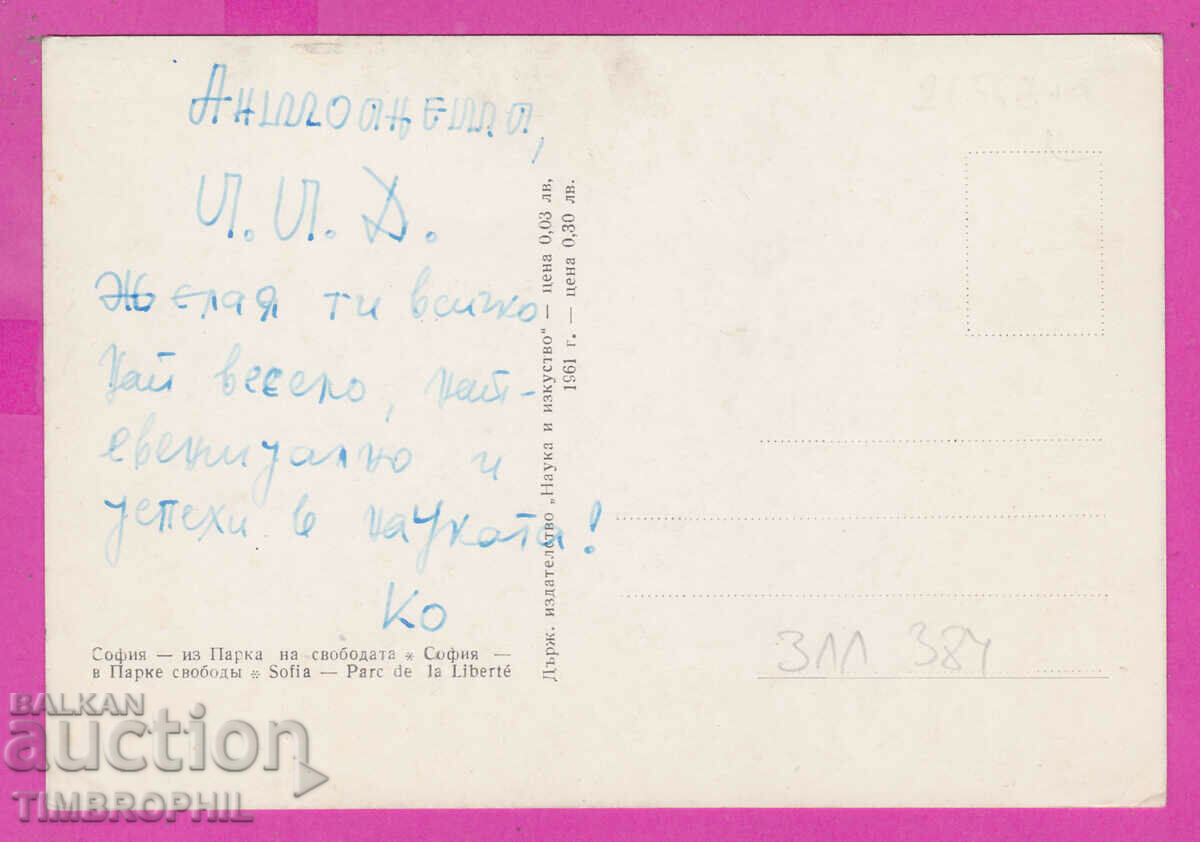 Антоанета,
Ч. И. Д.
Желая ти всичко
най весело, най-
евентуално и
успехи в науката!
Ко
София — из Парка на свободата * София —
в Парке свободы * Sofia — Parc de la Liberté
Държ. издателство „Наука и изкуство“ — цена 0,03 лв,
1961 г. — цена 0,30 лв.
ЗЛЛ 384
BALKAN
auction
TIMBROPHIL